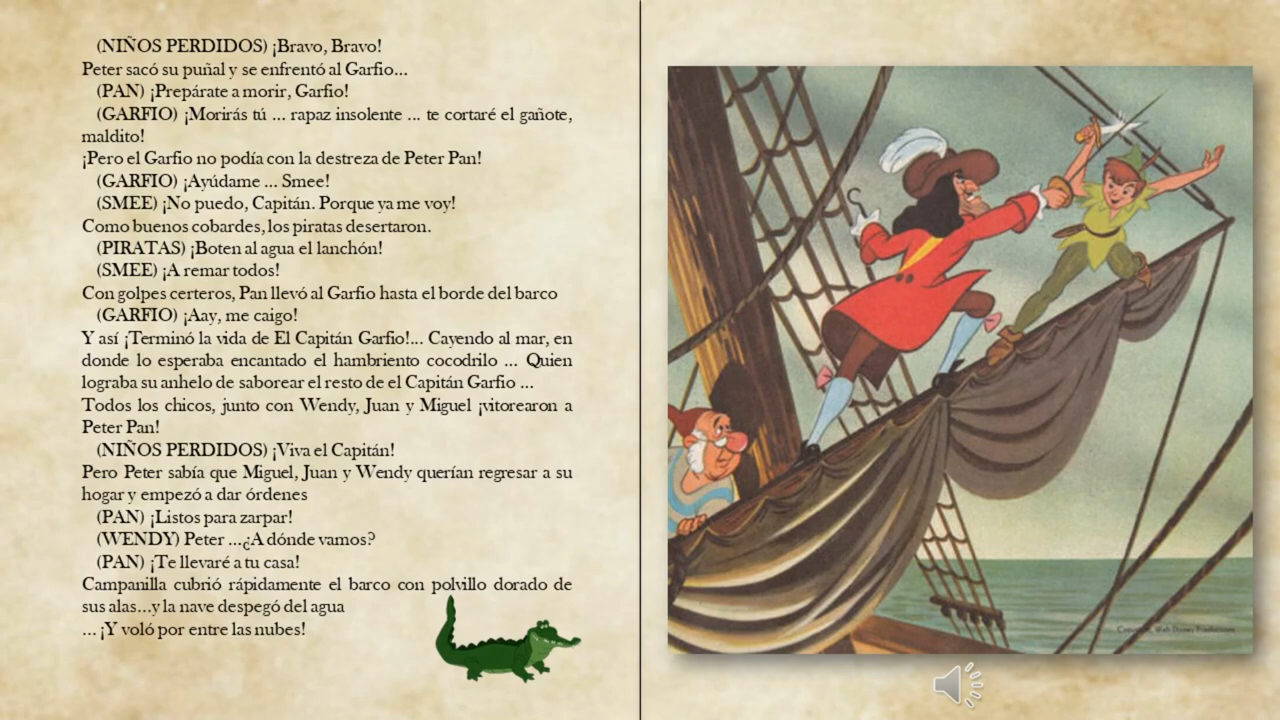 (NIÑOS PERDIDOS) ¡Bravo, Bravo!
Peter sacó su puñal y se enfrentó al Garfio...
(PAN) ¡Prepárate a morir, Garfio!
(GARFIO) ¡Morirás tú ... rapaz insolente ... te cortaré el gañote,
maldito!
¡Pero el Garfio no podía con la destreza de Peter Pan!
(GARFIO) ¡Ayúdame ... Smee!
(SMEE) ¡No puedo, Capitán. Porque ya me voy!
Como buenos cobardes, los piratas desertaron.
(PIRATAS) ¡Boten al agua el lanchón!
(SMEE) ¡A remar todos!
Con golpes certeros, Pan llevó al Garfio hasta el borde del barco
(GARFIO) ¡Aay, me caigo!
Y así ¡Terminó la vida de El Capitán Garfio!... Cayendo al mar, en
donde lo esperaba encantado el hambriento cocodrilo ... Quien
lograba su anhelo de saborear el resto de el Capitán Garfio ...
Todos los chicos, junto con Wendy, Juan y Miguel ¡vitorearon a
Peter Pan!
(NIÑOS PERDIDOS) ¡Viva el Capitán!
Pero Peter sabía que Miguel, Juan y Wendy querían regresar a su
hogar y empezó a dar órdenes
(PAN) ¡Listos para zarpar!
(WENDY) Peter ...¿A dónde vamos?
(PAN) ¡Te llevaré a tu casa!
Campanilla cubrió rápidamente el barco con polvillo dorado de
sus alas...y la nave despegó del agua
... ¡Y voló por entre las nubes!
Walt Disney Productions